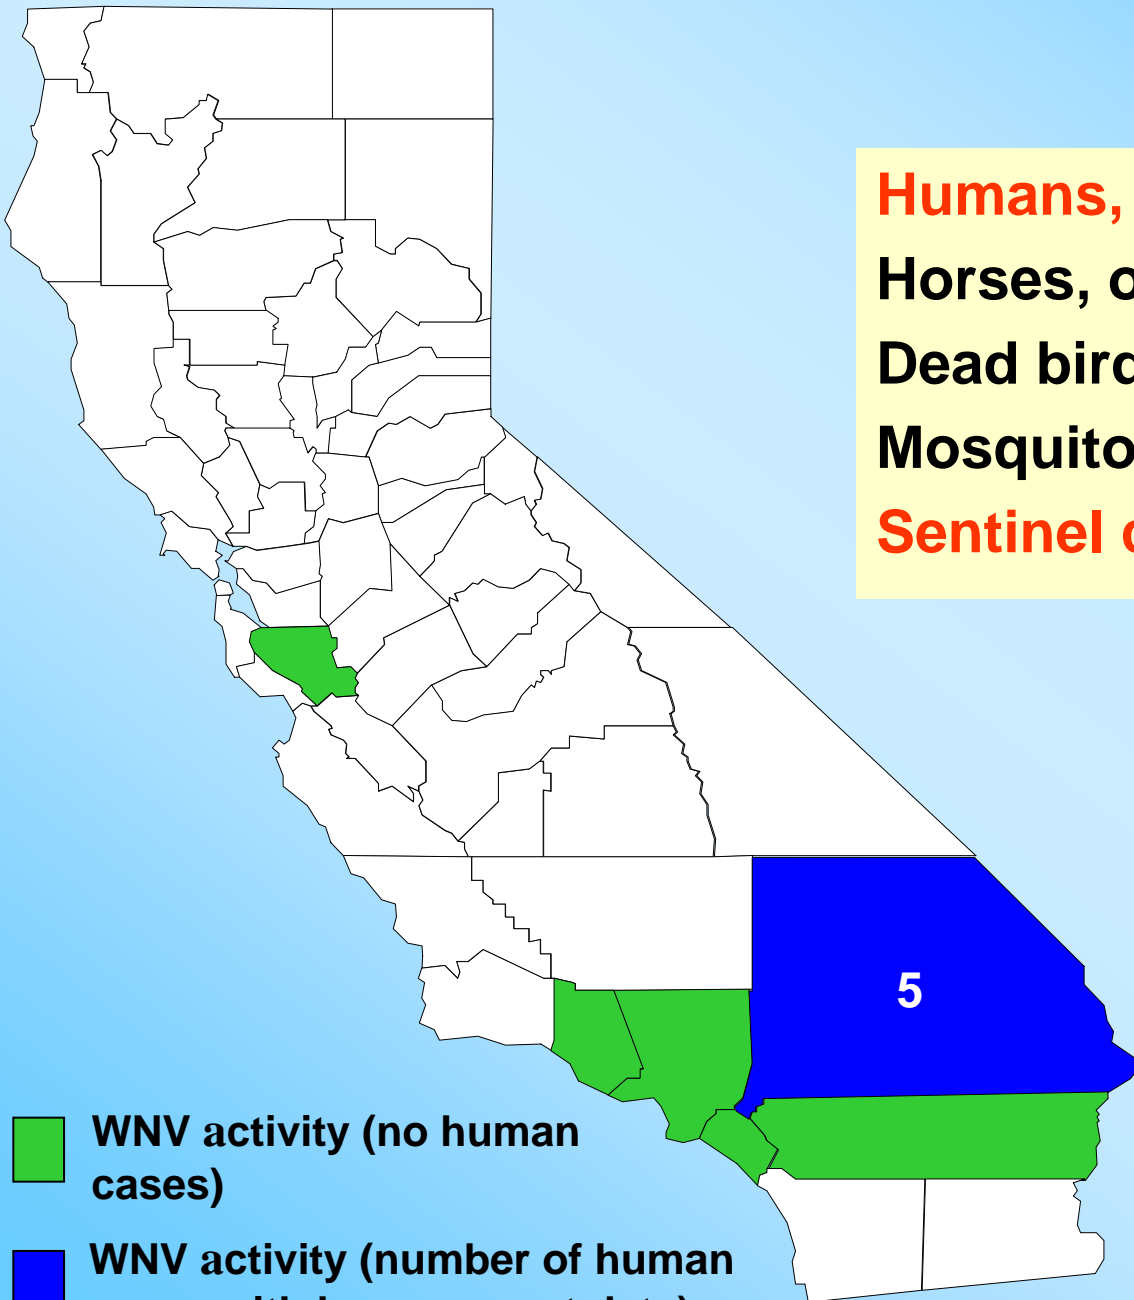 Humans,
Horses,
Dead
Mosquito
Sentinel
5
WNV activity (no human
cases)
WNV activity (number of human